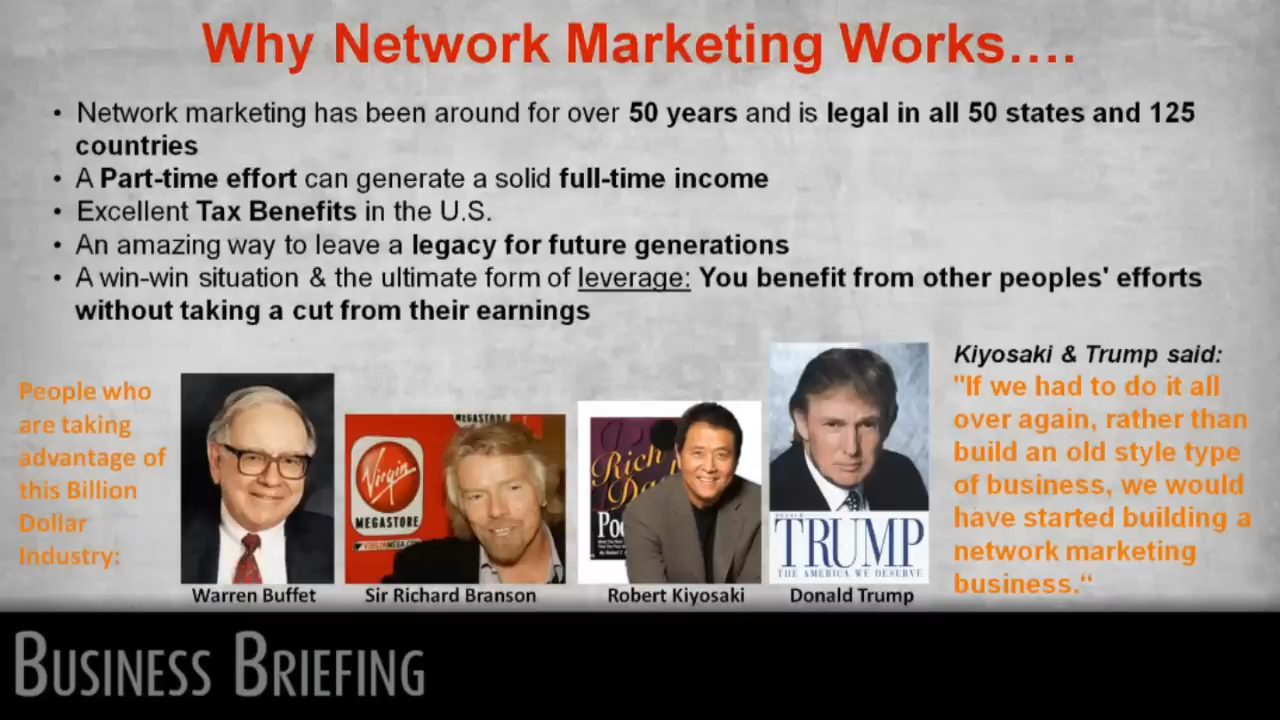 Why Network Marketing Works….
• Network marketing has been around for over 50 years and is legal in all 50 states and 125
countries
• A Part-time effort can generate a solid full-time income
• Excellent Tax Benefits in the U.S.
• An amazing way to leave a legacy for future generations
• A win-win situation & the ultimate form of leverage: You benefit from other peoples' efforts
without taking a cut from their earnings
People who
are taking
advantage of
this Billion
Dollar
Industry:
MEGASTORE
Virgin
MEGASTORE
Rich
Da
Poo
DONALD
TRUMP
THE AMERICA WE DESERVE
Warren Buffet
Sir Richard Branson
Robert Kiyosaki
Donald Trump
Kiyosaki & Trump said:
"If we had to do it all
over again, rather than
build an old style type
of business, we would
have started building a
network marketing
business.“
BUSINESS BRIEFING